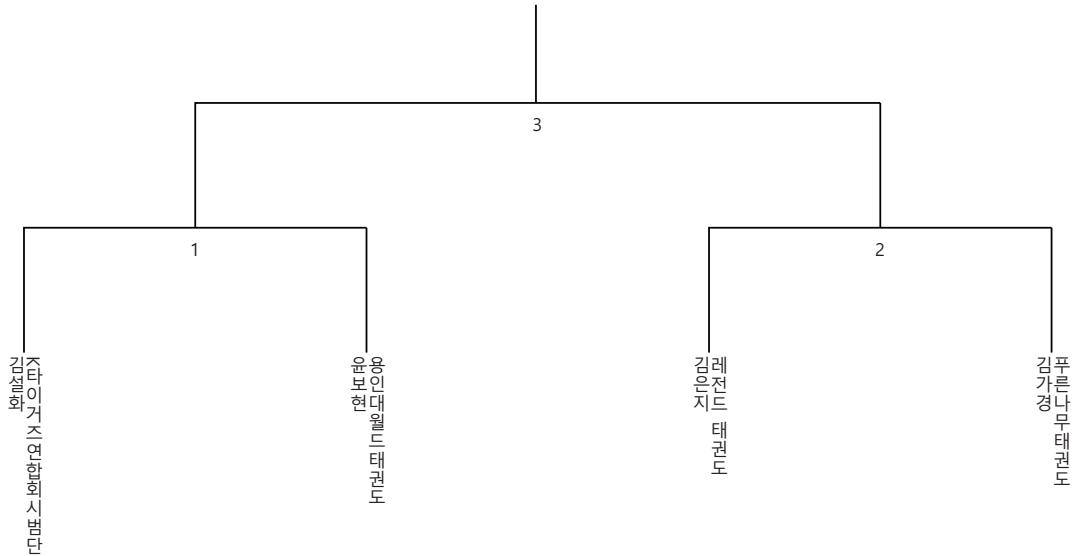 3
1
2
김설화
즈타이거즈연합회시범단
윤보현
용인대월드태권도
김은지
레전드 태권도
김가경
푸른나무태권도